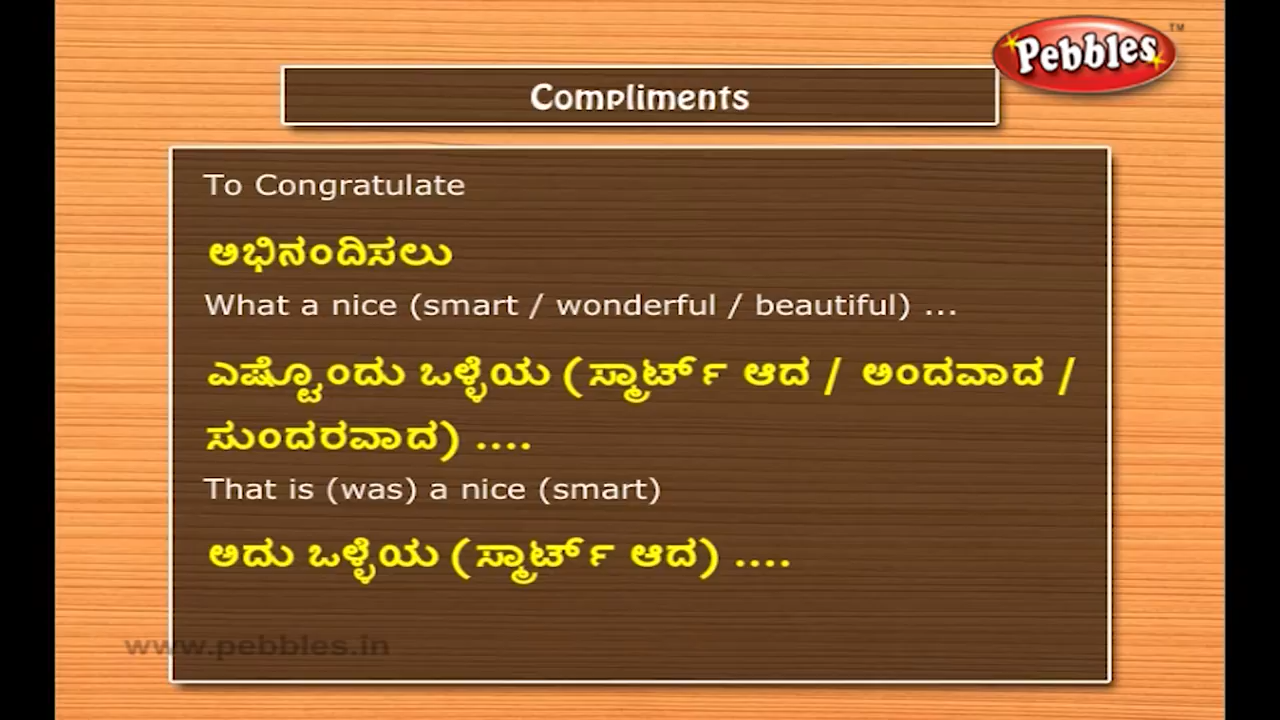 Pebbles™
Compliments
To Congratulate
ಅಭಿನಂದಿಸಲು
What a nice (smart / wonderful / beautiful) ...
ಎಷ್ಟೊಂದು ಒಳ್ಳೆಯ (ಸ್ಮಾರ್ಟ್ ಆದ / ಅಂದವಾದ /
ಸುಂದರವಾದ) ....
That is (was) a nice (smart)
ಅದು ಒಳ್ಳೆಯ (ಸ್ಮಾರ್ಟ್ ಆದ) ....
www.pebbles.in